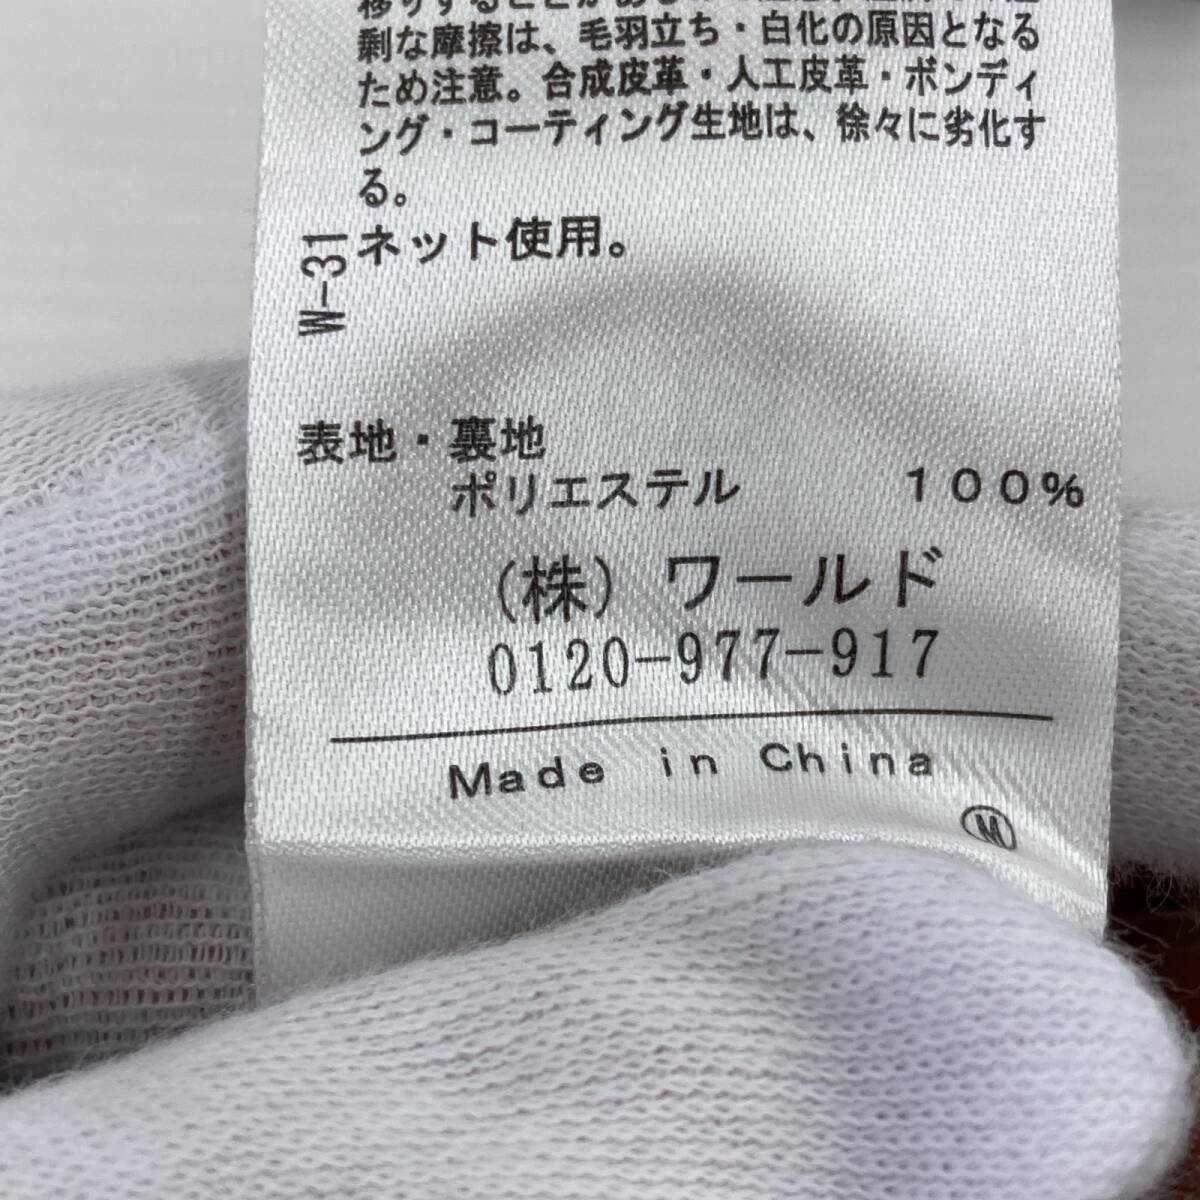 剰な摩擦は、毛羽立ち・白化の原因となる
ため注意。合成皮革・人工皮革・ボンディ
ング・コーティング生地は、徐々に劣化す
る。
ネット使用。
W-31
表地・裏地
ポリエステル 100%
(株) ワールド
0120-977-917
Made in China
M